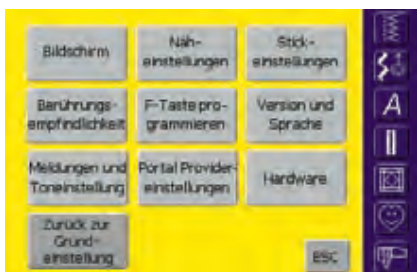 Bildschirm
Näh-
einstellungen
Stick-
einstellungen
Berührungs-
empfindlichkeit
F-Taste pro-
grammieren
Version und
Sprache
Meldungen und
Toneinstellung
Portal Provider-
einstellungen
Hardware
Zurück zur
Grund-
einstellung
ESC
A